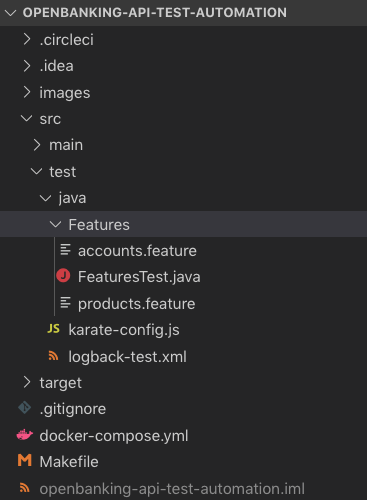 OPENBANKING-API-TEST-AUTOMATION
.circleci
.idea
images
src
main
test
java
Features
accounts.feature
J FeaturesTest.java
products.feature
JS karate-config.js
logback-test.xml
target
.gitignore
docker-compose.yml
M Makefile
openbanking-api-test-automation.iml